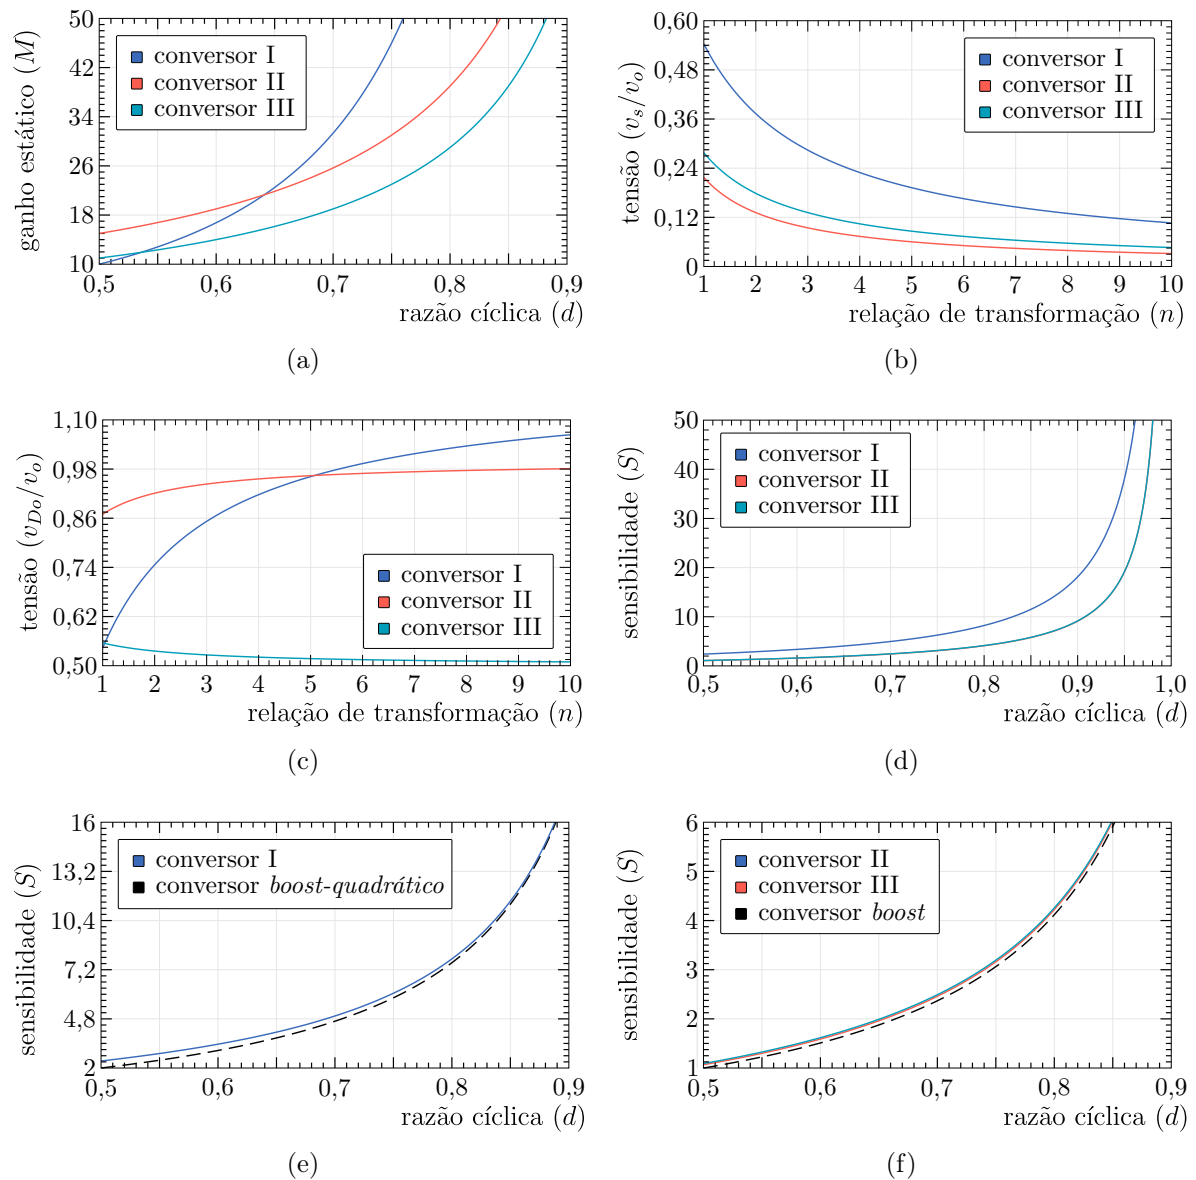 50
42
34
26
18
10
ganho estático (M)
conversor I
conversor II
conversor III
0,5 0,6 0,7 0,8 0,9
razão cíclica (d)
(a)
0,60
0,48
0,36
0,24
0,12
0
tensão (vs/vo)
conversor I
conversor II
conversor III
1 2 3 4 5 6 7 8 9 10
relação de transformação (n)
(b)
1,10
0,98
0,86
0,74
0,62
0,50
tensão (vDo/vo)
conversor I
conversor II
conversor III
1 2 3 4 5 6 7 8 9 10
relação de transformação (n)
(c)
50
40
30
20
10
0
sensibilidade (S)
conversor I
conversor II
conversor III
0,5 0,6 0,7 0,8 0,9 1,0
razão cíclica (d)
(d)
16
13,2
10,4
7,2
4,8
2
sensibilidade (S)
conversor I
conversor boost-quadrático
0,5 0,6 0,7 0,8 0,9
razão cíclica (d)
(e)
6
5
4
3
2
1
sensibilidade (S)
conversor II
conversor III
conversor boost
0,5 0,6 0,7 0,8 0,9
razão cíclica (d)
(f)